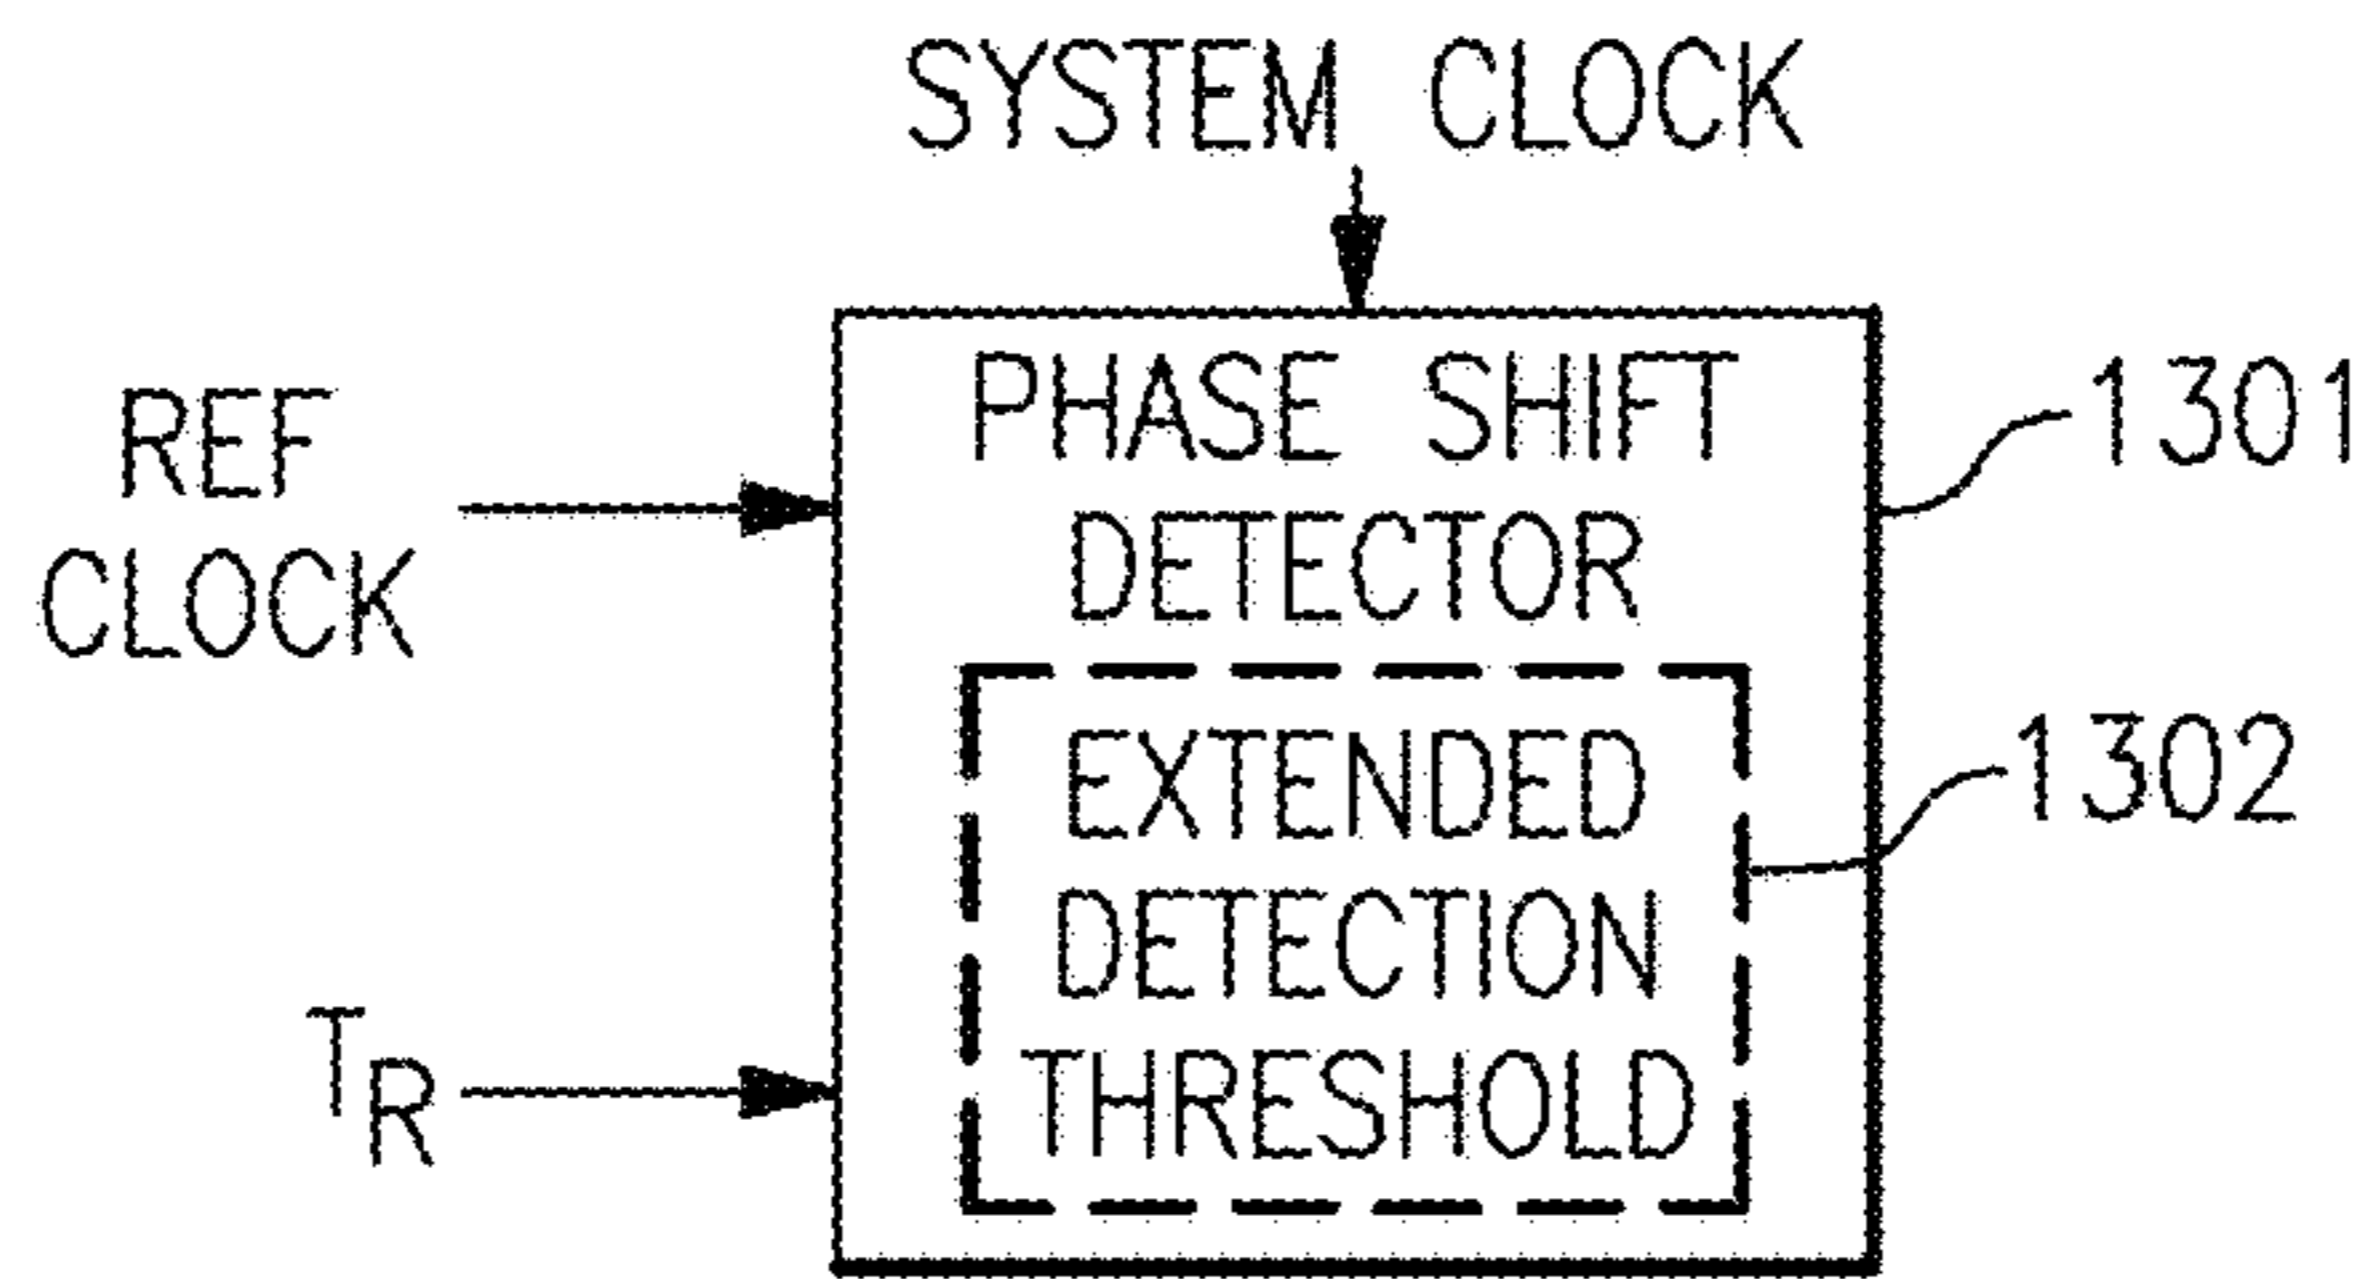 SYSTEM CLOCK
REF
CLOCK
PHASE SHIFT
DETECTOR
1301
EXTENDED
DETECTION
THRESHOLD
1302
TR